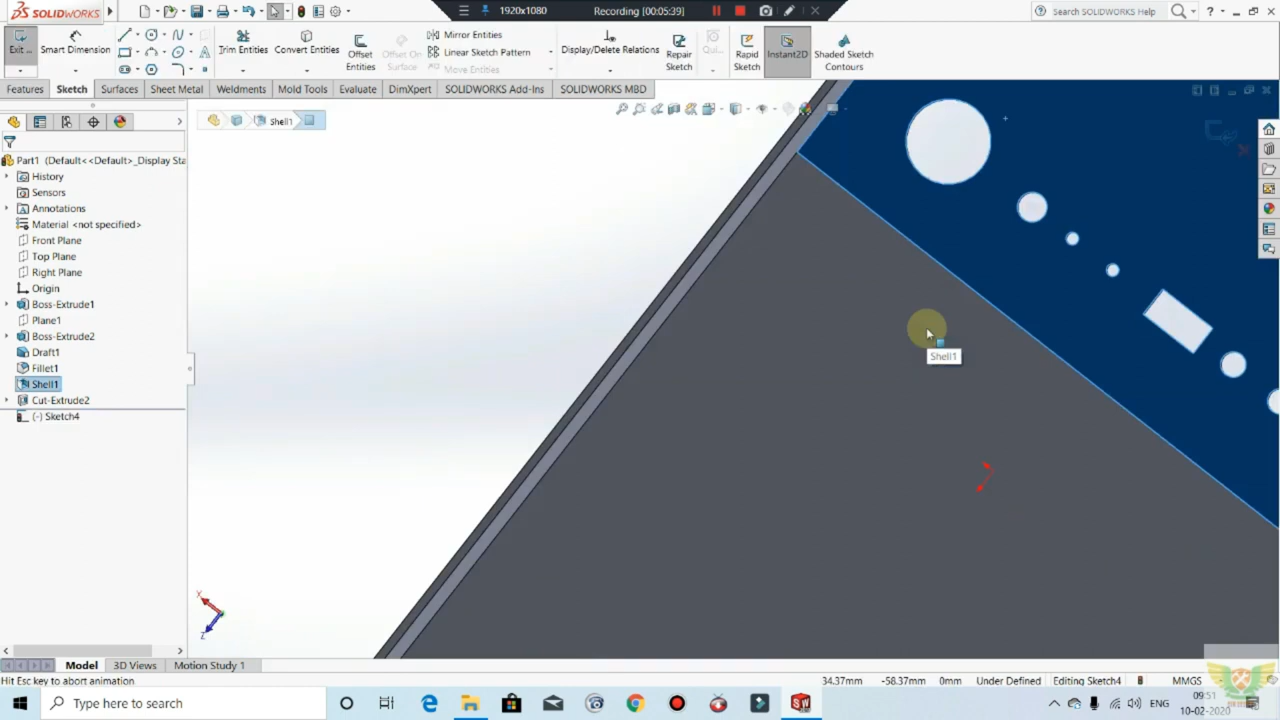 SOLIDWORKS
1920x1080
Recording [00:05:39]
Search SOLIDWORKS Help
Exit ...
Smart Dimension
Trim Entities
Convert Entities
Offset
Entities
Offset On
Surface
Mirror Entities
Linear Sketch Pattern
Move Entities
Display/Delete Relations
Repair
Sketch
Qui...
Rapid
Sketch
Instant2D
Shaded Sketch
Contours
Features
Sketch
Surfaces
Sheet Metal
Weldments
Mold Tools
Evaluate
DimXpert
SOLIDWORKS Add-Ins
SOLIDWORKS MBD
Shell1
Part1 (Default<<Default>_Display Sta
History
Sensors
Annotations
Material <not specified>
Front Plane
Top Plane
Right Plane
Origin
Boss-Extrude1
Plane1
Boss-Extrude2
Draft1
Fillet1
Shell1
Cut-Extrude2
(-) Sketch4
Shell1
X
Z
Model
3D Views
Motion Study 1
Hit Esc key to abort animation
34.37mm
-58.37mm
0mm
Under Defined
Editing Sketch4
MMGS
Type here to search
ENG
09:51
10-02-2020